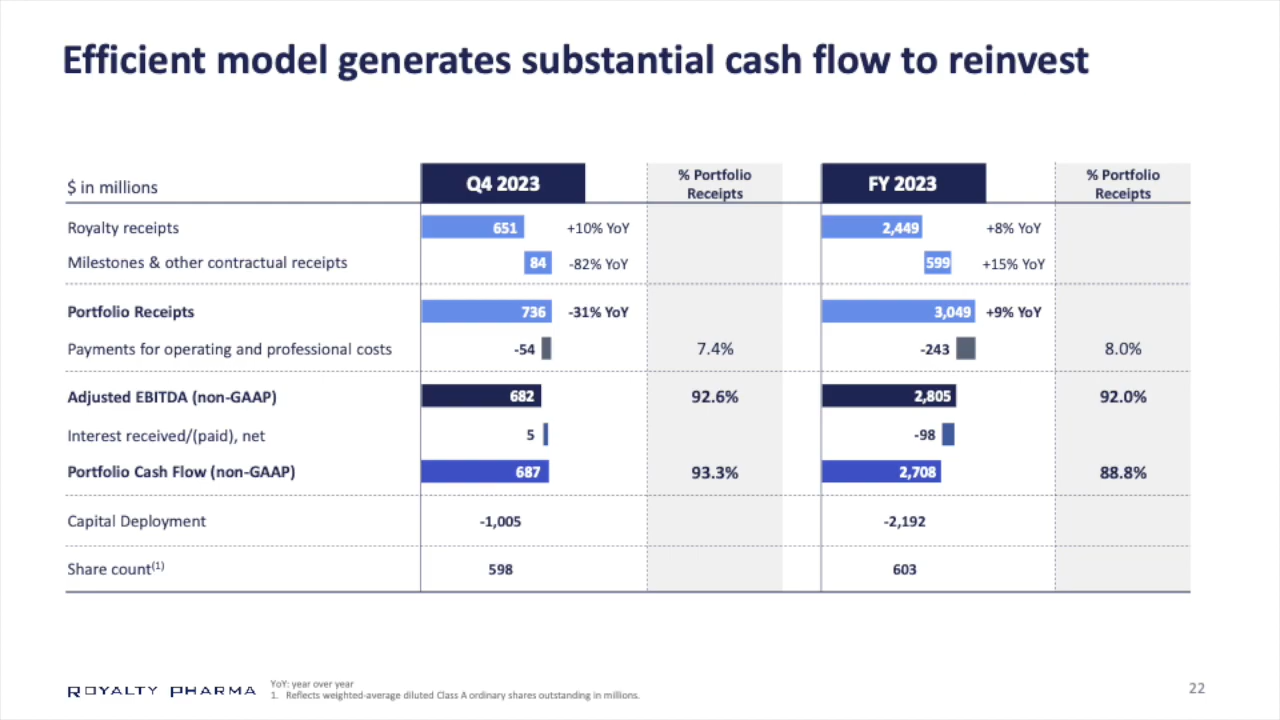 Efficient model generates substantial cash flow to reinvest
$ in millions Q4 2023 % Portfolio Receipts FY 2023 % Portfolio Receipts
Royalty receipts 651 +10% YoY 2,449 +8% YoY
Milestones & other contractual receipts 84 -82% YoY 599 +15% YoY
Portfolio Receipts 736 -31% YoY 3,049 +9% YoY
Payments for operating and professional costs -54 7.4% -243 8.0%
Adjusted EBITDA (non-GAAP) 682 92.6% 2,805 92.0%
Interest received/(paid), net 5 -98
Portfolio Cash Flow (non-GAAP) 687 93.3% 2,708 88.8%
Capital Deployment -1,005 -2,192
Share count(1) 598 603
ROYALTY PHARMA
YoY: year over year
1. Reflects weighted-average diluted Class A ordinary shares outstanding in millions.
22